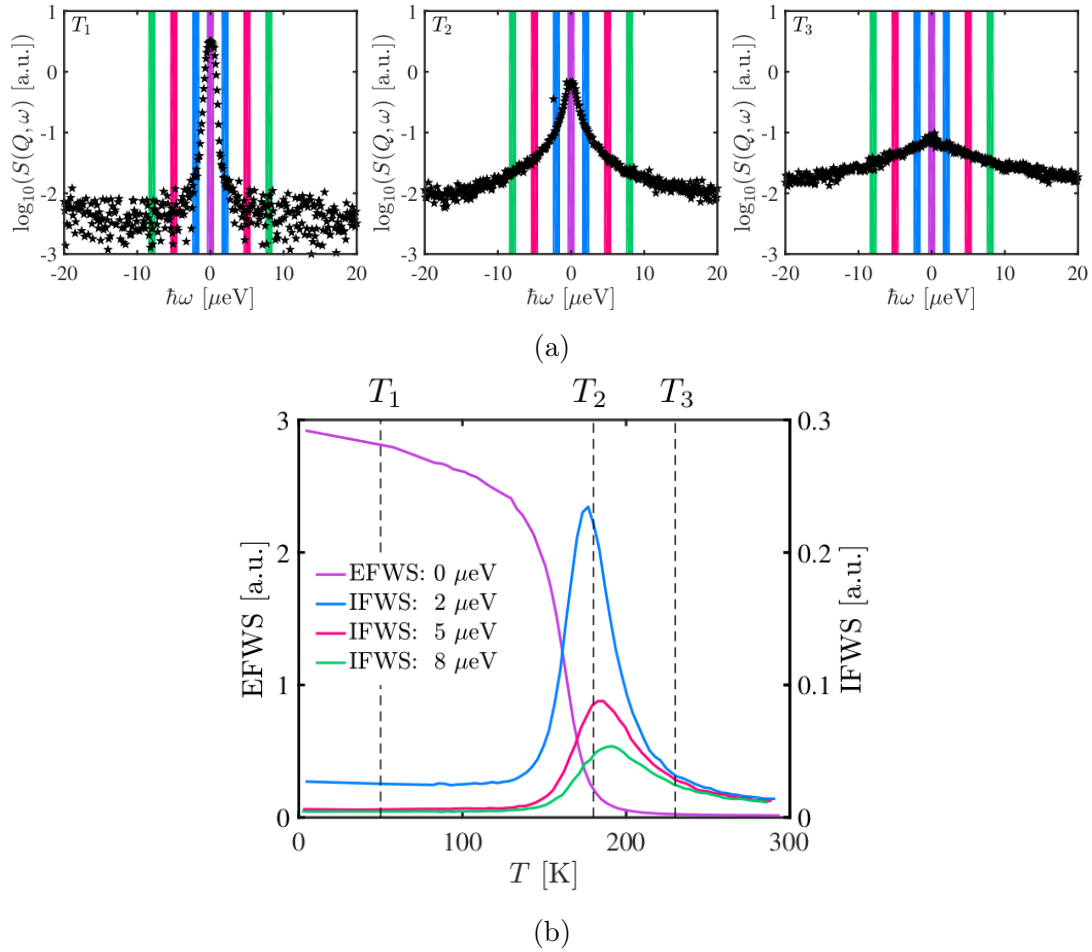 T₁
T₂
T₃
log₁₀(S(Q, ω) [a.u.]
1
0
-1
-2
-3
-20 -10 0 10 20
ħω [μeV]
log₁₀(S(Q, ω) [a.u.]
1
0
-1
-2
-3
-20 -10 0 10 20
ħω [μeV]
log₁₀(S(Q, ω) [a.u.]
1
0
-1
-2
-3
-20 -10 0 10 20
ħω [μeV]
(a)
T₁ T₂ T₃
EFWS [a.u.]
3
2
1
0
EFWS: 0 μeV
IFWS: 2 μeV
IFWS: 5 μeV
IFWS: 8 μeV
0.3
0.2
0.1
0
IFWS [a.u.]
0 100 200 300
T [K]
(b)